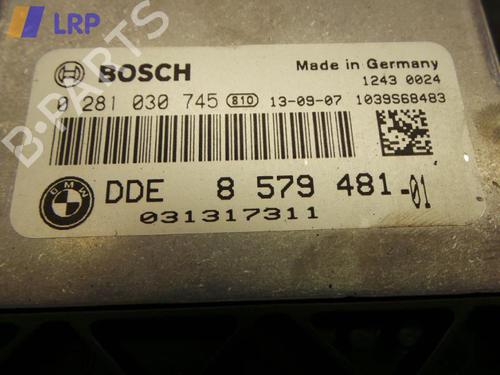 LRP
B-PARTS
BOSCH
Made in Germany
1243 0024
0 281 030 745 810 13-09-07 1039S68483
BMW
DDE 8 579 481-01
031317311